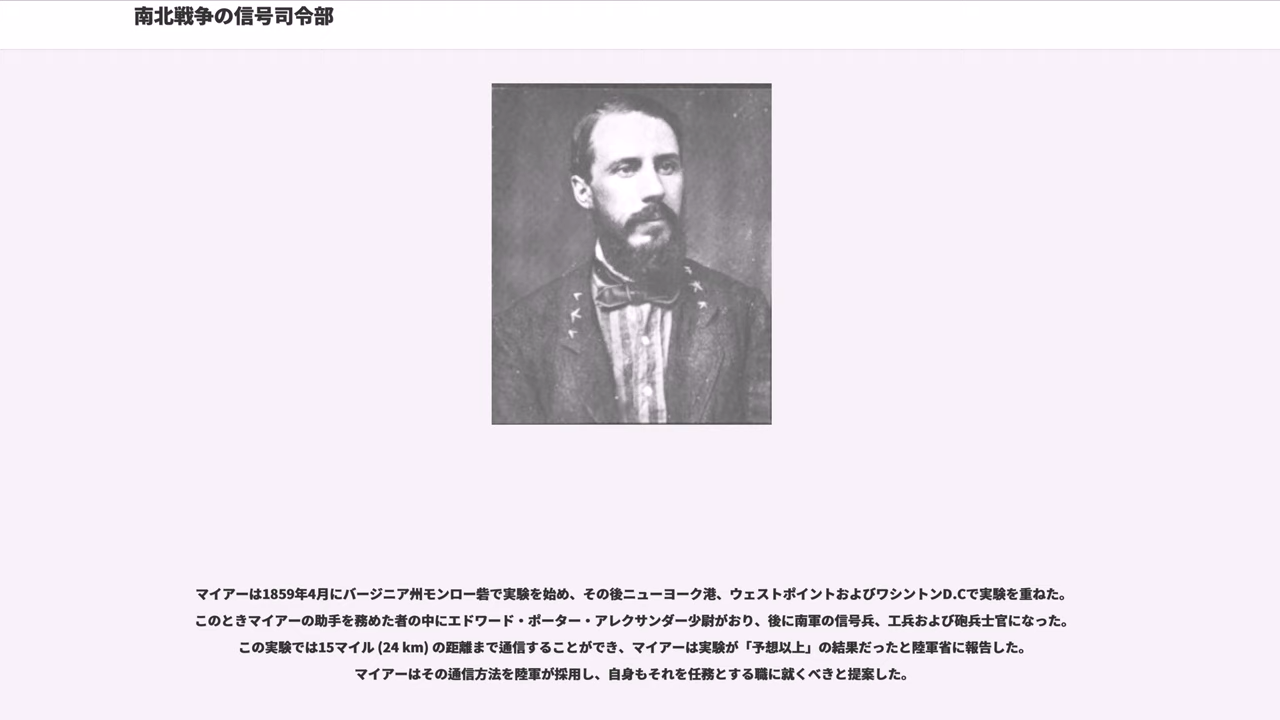 南北戦争の信号司令部
マイアーは1859年4月にバージニア州モンロー砦で実験を始め、その後ニューヨーク港、ウェストポイントおよびワシントンD.Cで実験を重ねた。
このときマイアーの助手を務めた者の中にエドワード・ポーター・アレクサンダー少尉がおり、後に南軍の信号兵、工兵および砲兵士官になった。
この実験では15マイル (24 km) の距離まで通信することができ、マイアーは実験が「予想以上」の結果だったと陸軍省に報告した。
マイアーはその通信方法を陸軍が採用し、自身もそれを任務とする職に就くべきと提案した。